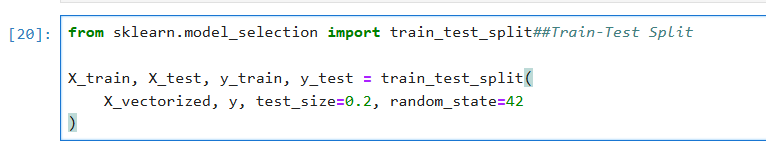 [20]: from sklearn.model_selection import train_test_split##Train-Test Split
X_train, X_test, y_train, y_test = train_test_split(
    X_vectorized, y, test_size=0.2, random_state=42
)